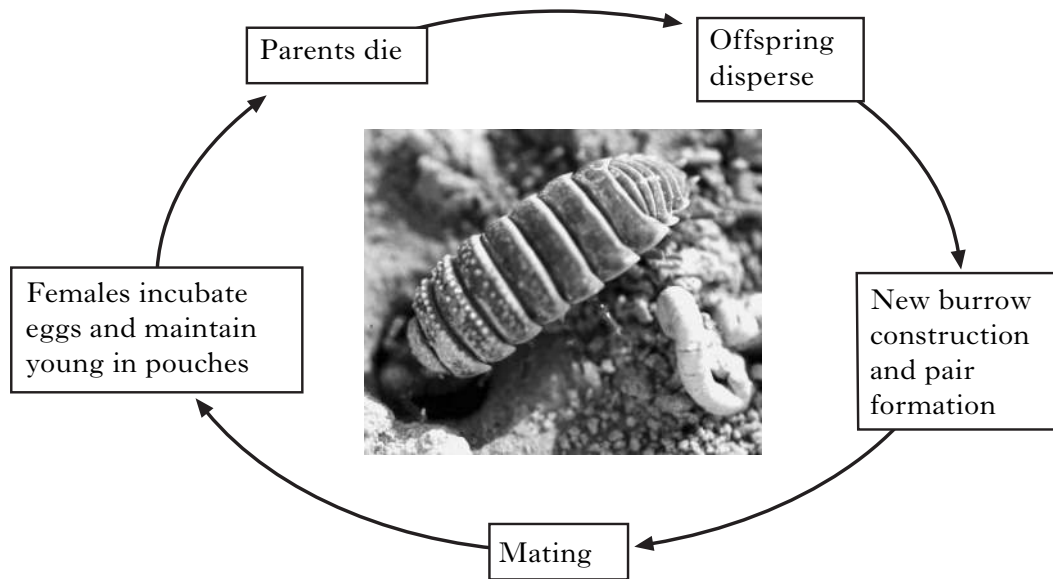 Parents die
Offspring
disperse
New burrow
construction
and pair
formation
Mating
Females incubate
eggs and maintain
young in pouches